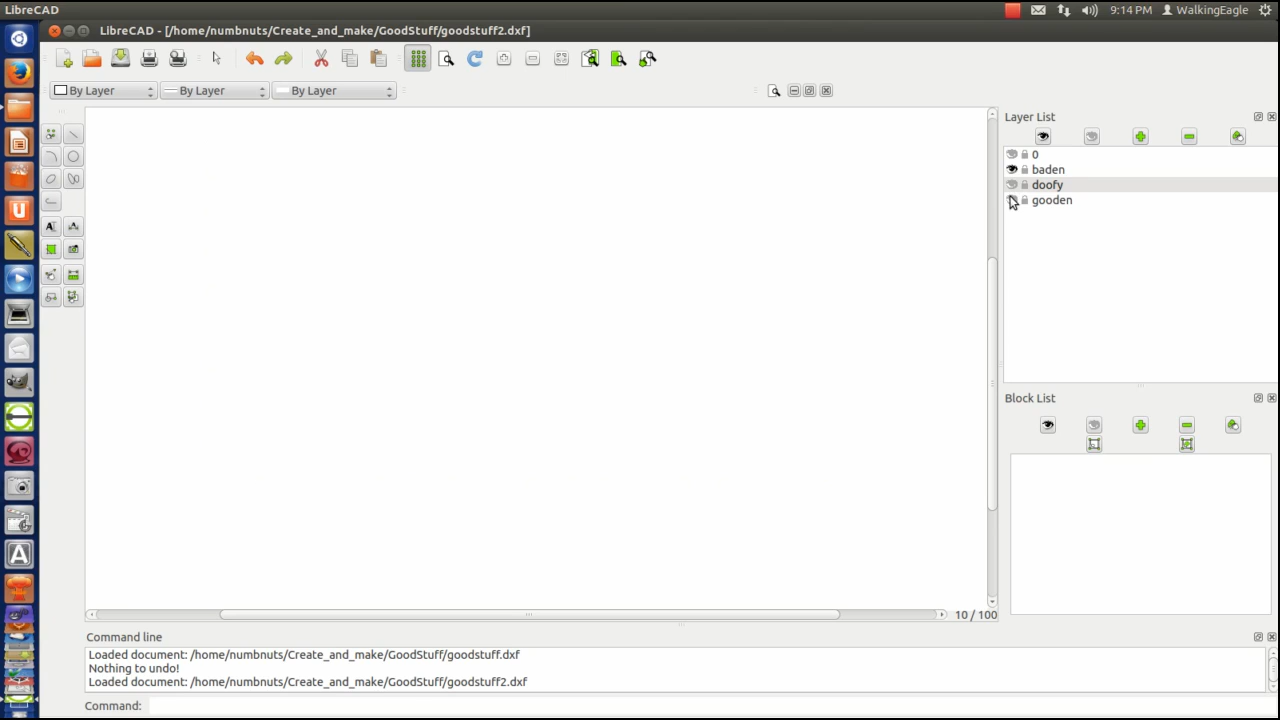 LibreCAD
9:14 PM
WalkingEagle
LibreCAD - [/home/numbnuts/Create_and_make/GoodStuff/goodstuff2.dxf]
By Layer
By Layer
By Layer
Layer List
0
baden
doofy
gooden
Block List
10 / 100
Command line
Loaded document: /home/numbnuts/Create_and_make/GoodStuff/goodstuff.dxf
Nothing to undo!
Loaded document: /home/numbnuts/Create_and_make/GoodStuff/goodstuff2.dxf
Command: